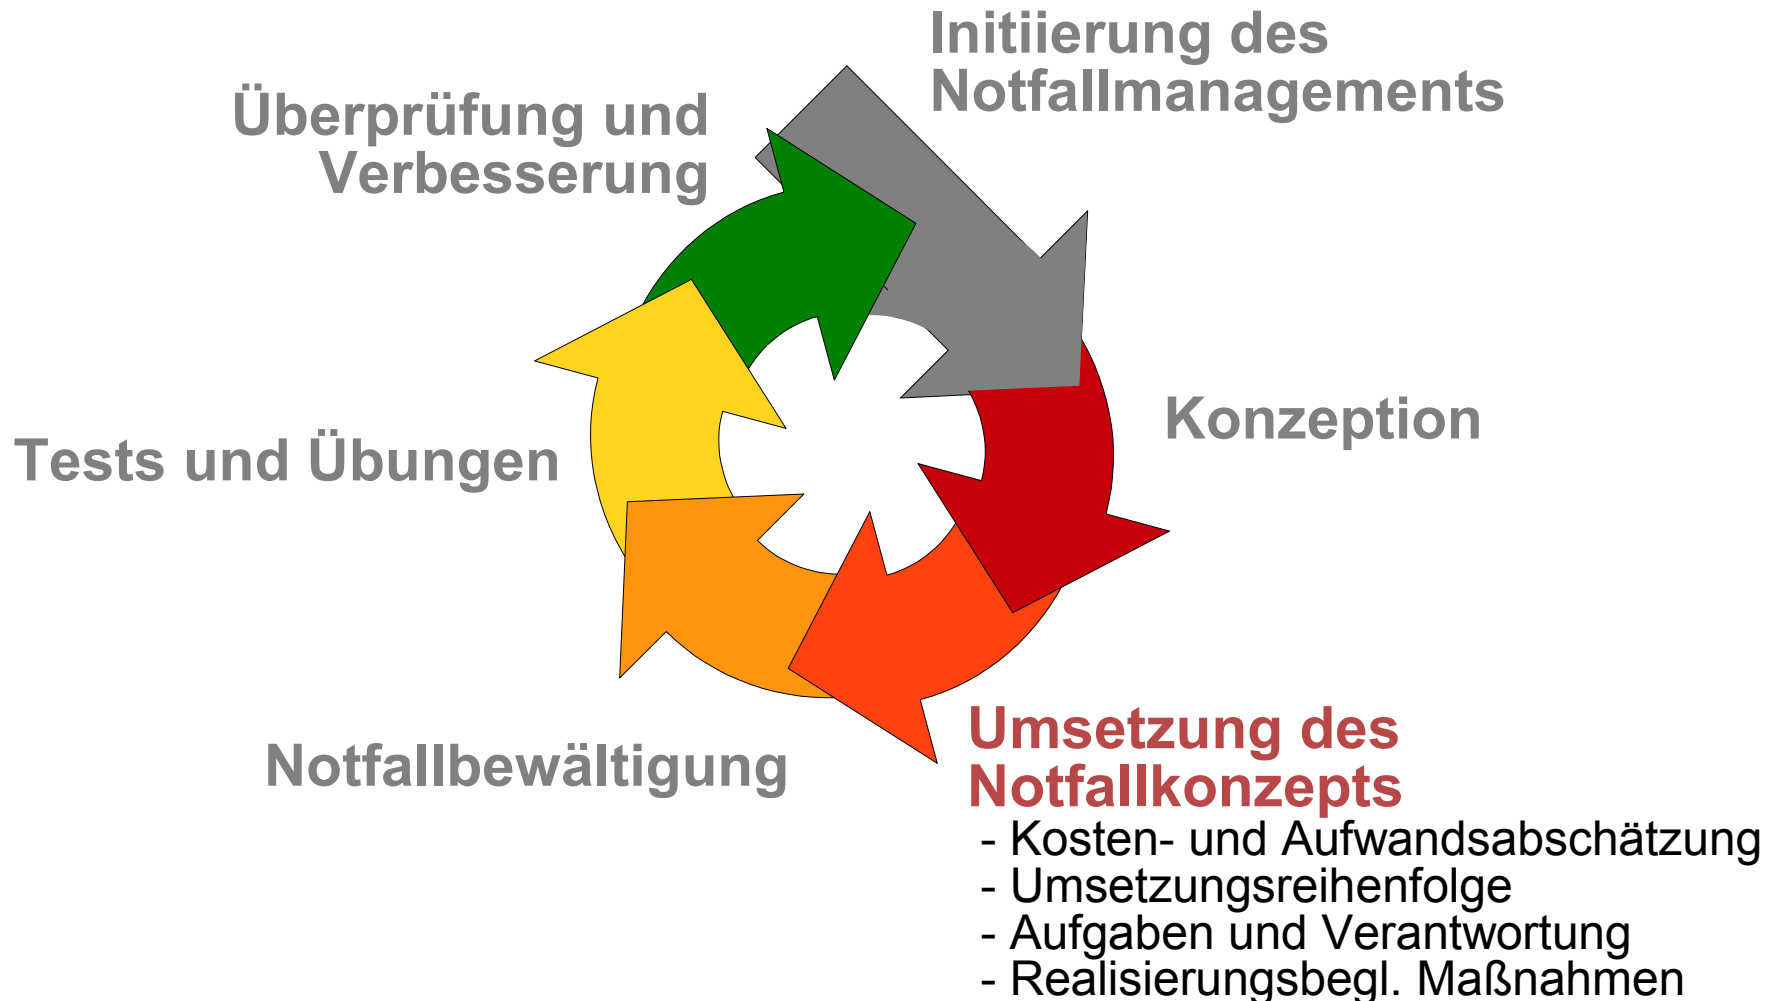 Initiierung des
Notfallmanagements
Überprüfung und
Verbesserung
Konzeption
Tests und Übungen
Umsetzung des
Notfallkonzepts
Notfallbewältigung
- Kosten- und Aufwandsabschätzung
- Umsetzungsreihenfolge
- Aufgaben und Verantwortung
- Realisierungsbegl. Maßnahmen